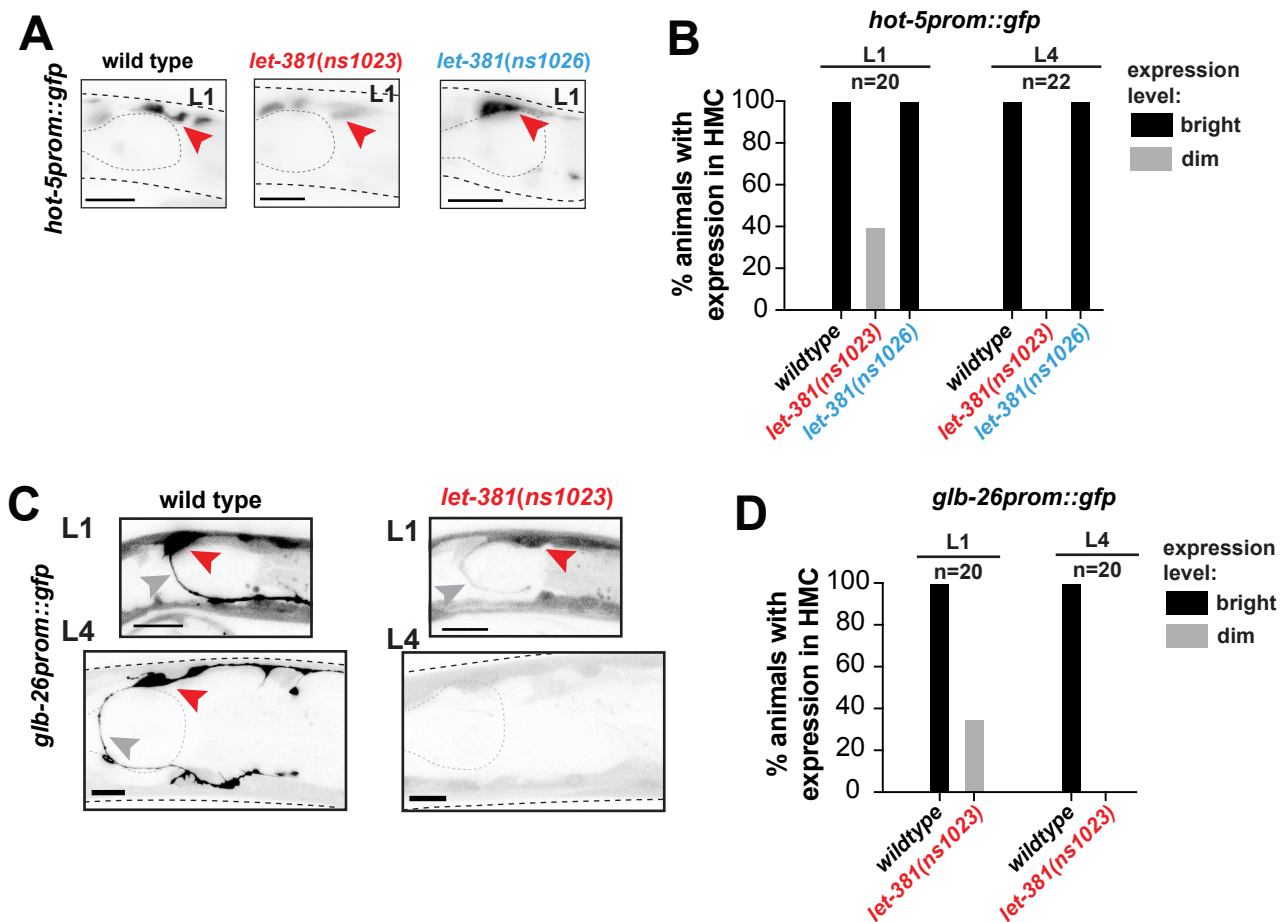 A
wild type
let-381(ns1023)
let-381(ns1026)
hot-5prom::gfp
L1
L1
L1
B
hot-5prom::gfp
L1
L4
n=20
n=22
expression
level:
bright
dim
% animals with
expression in HMC
100
80
60
40
20
0
wildtype
let-381(ns1023)
let-381(ns1026)
wildtype
let-381(ns1023)
let-381(ns1026)
C
wild type
let-381(ns1023)
glb-26prom::gfp
L1
L1
L4
L4
D
glb-26prom::gfp
L1
L4
n=20
n=20
expression
level:
bright
dim
% animals with
expression in HMC
100
80
60
40
20
0
wildtype
let-381(ns1023)
wildtype
let-381(ns1023)